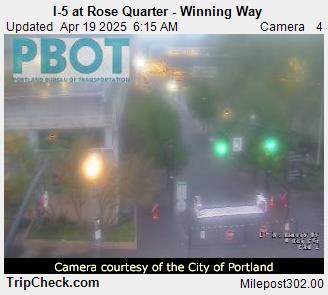 I-5 at Rose Quarter - Winning Way
Updated Apr 19 2025 6:15 AM Camera 4
PBOT
PORTLAND BUREAU OF TRANSPORTATION
Camera courtesy of the City of Portland
TripCheck.com Milepost302.00